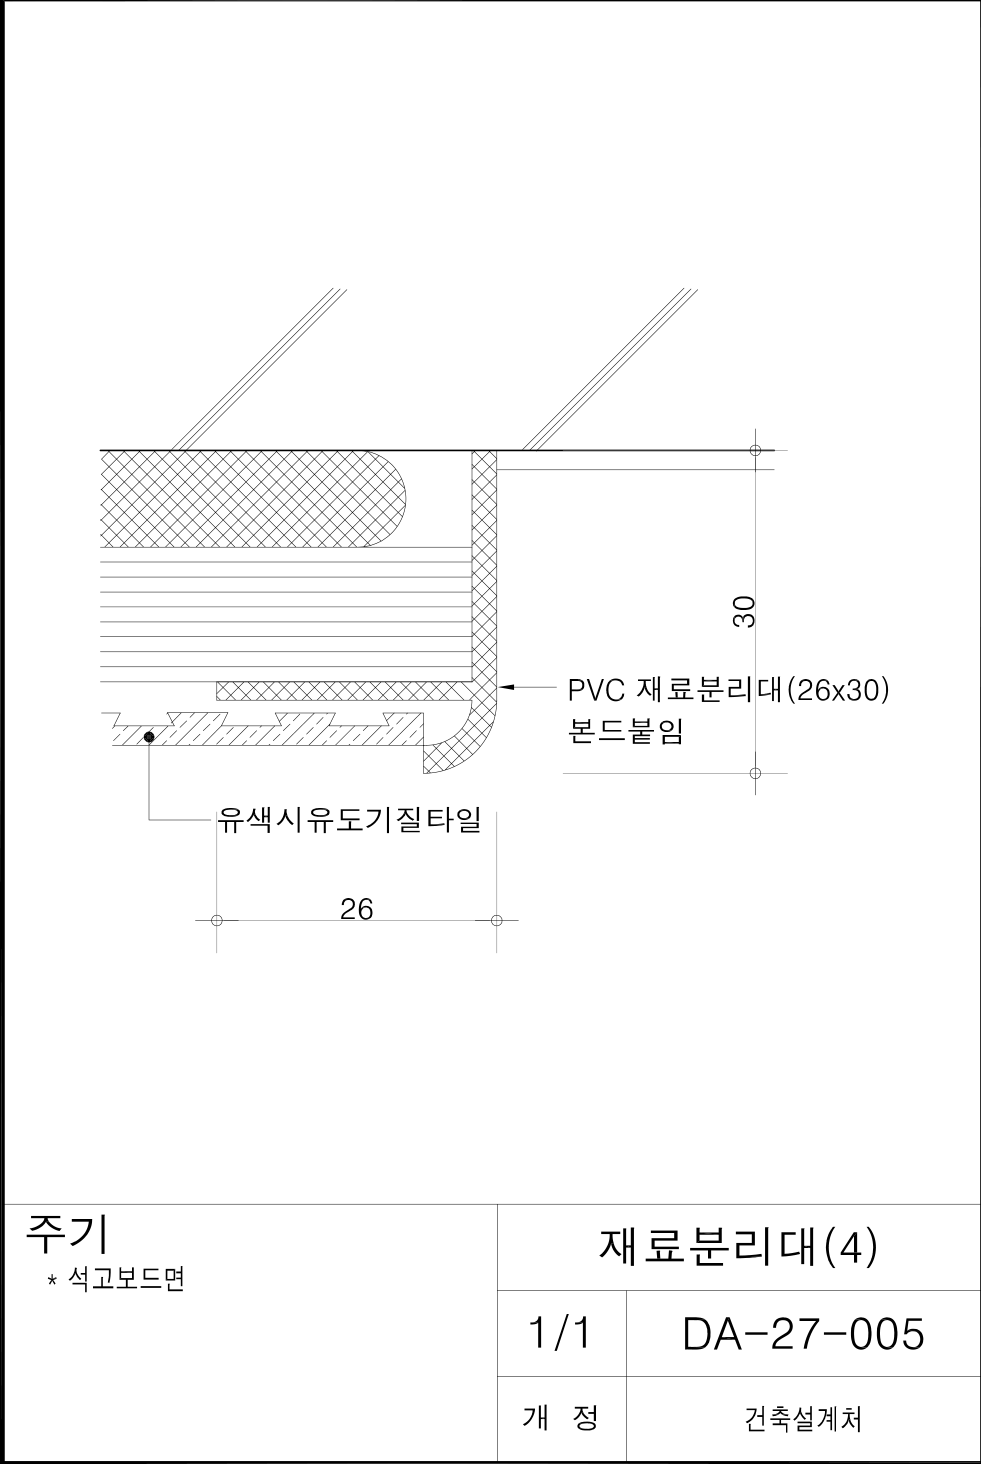 30
PVC 재료분리대(26x30)
본드붙임
유색시유도기질타일
26
주기
* 석고보드면
재료분리대(4)
1/1
DA-27-005
개 정
건축설계처